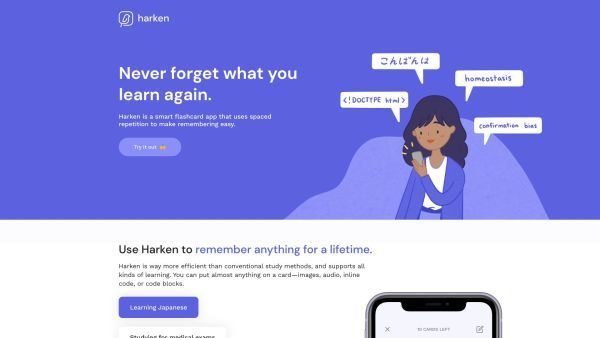 harken
Never forget what you
learn again.
Harken is a smart flashcard app that uses spaced
repetition to make remembering easy.
Try it out
こんばんは
homeostasis
<!DOCTYPE html>
confirmation bias
Use Harken to remember anything for a lifetime.
Harken is way more efficient than conventional study methods, and supports all
kinds of learning. You can put almost anything on a card—images, audio, inline
code, or code blocks.
Learning Japanese
Studying for medical exams
10 CARDS LEFT